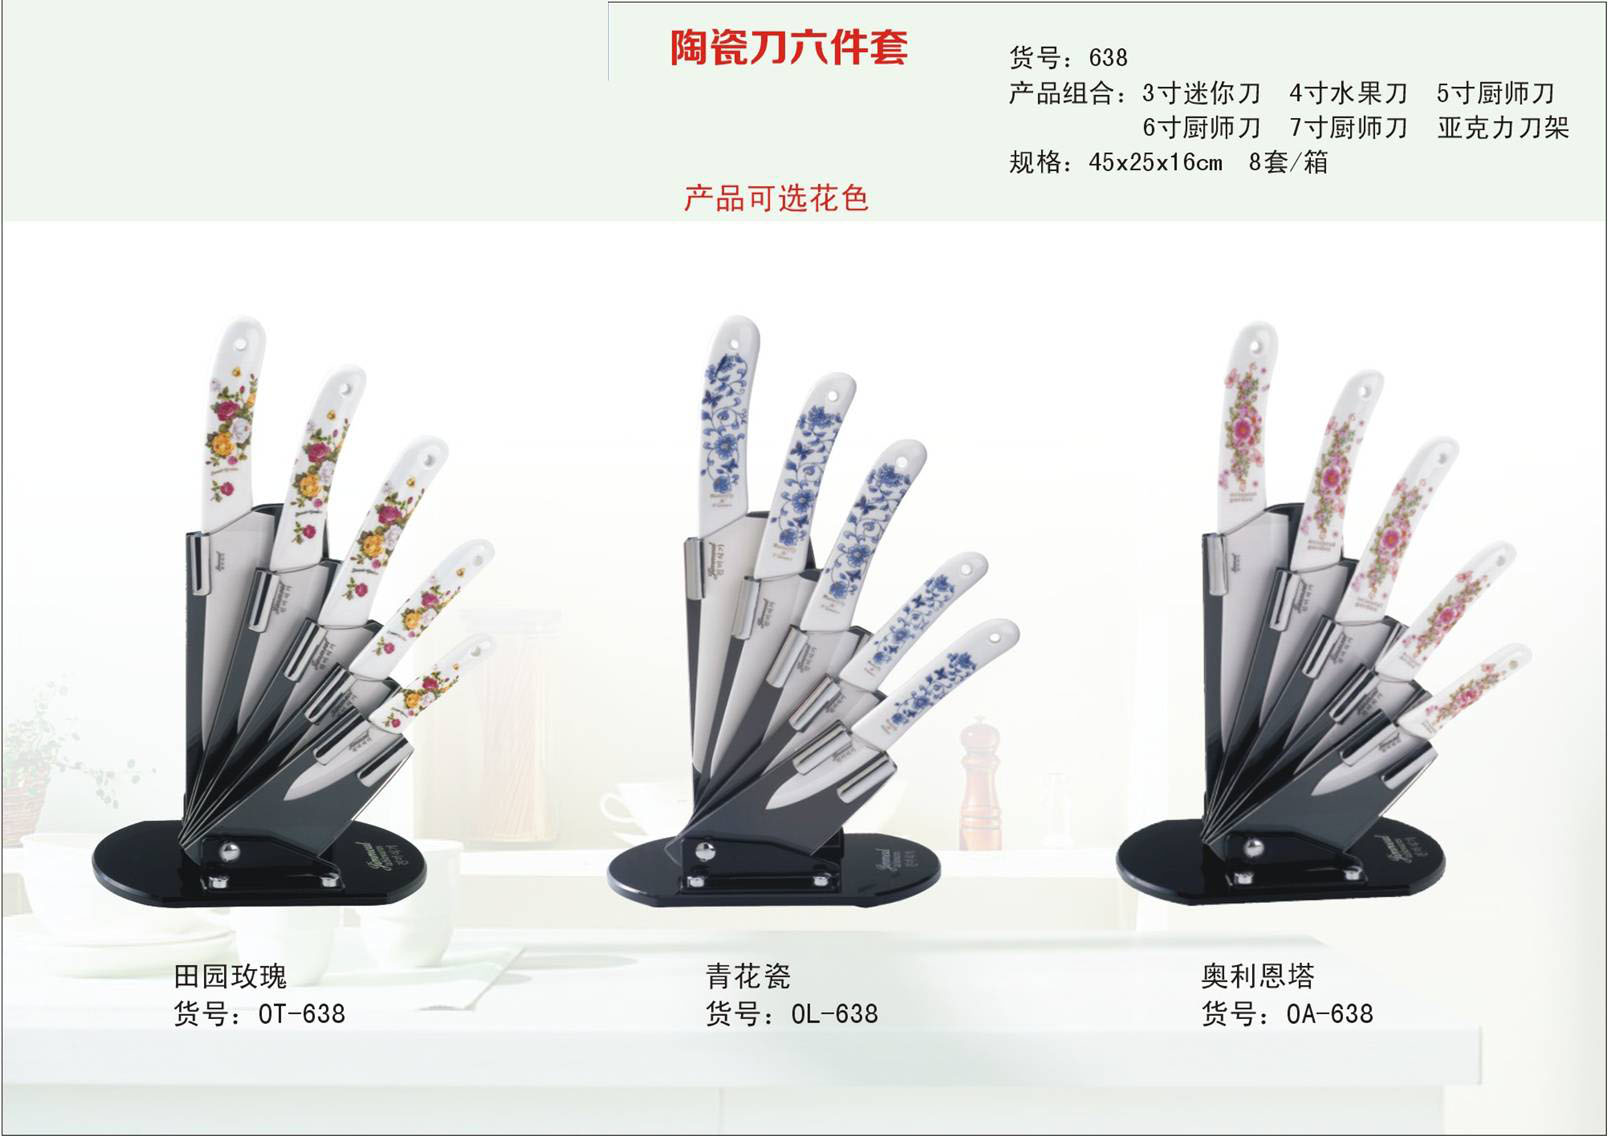 陶瓷刀六件套
货号：638
产品组合：3寸迷你刀 4寸水果刀 5寸厨师刀
6寸厨师刀 7寸厨师刀 亚克力刀架
规格：45x25x16cm 8套/箱
产品可选花色
田园玫瑰
货号：OT-638
青花瓷
货号：OL-638
奥利恩塔
货号：OA-638